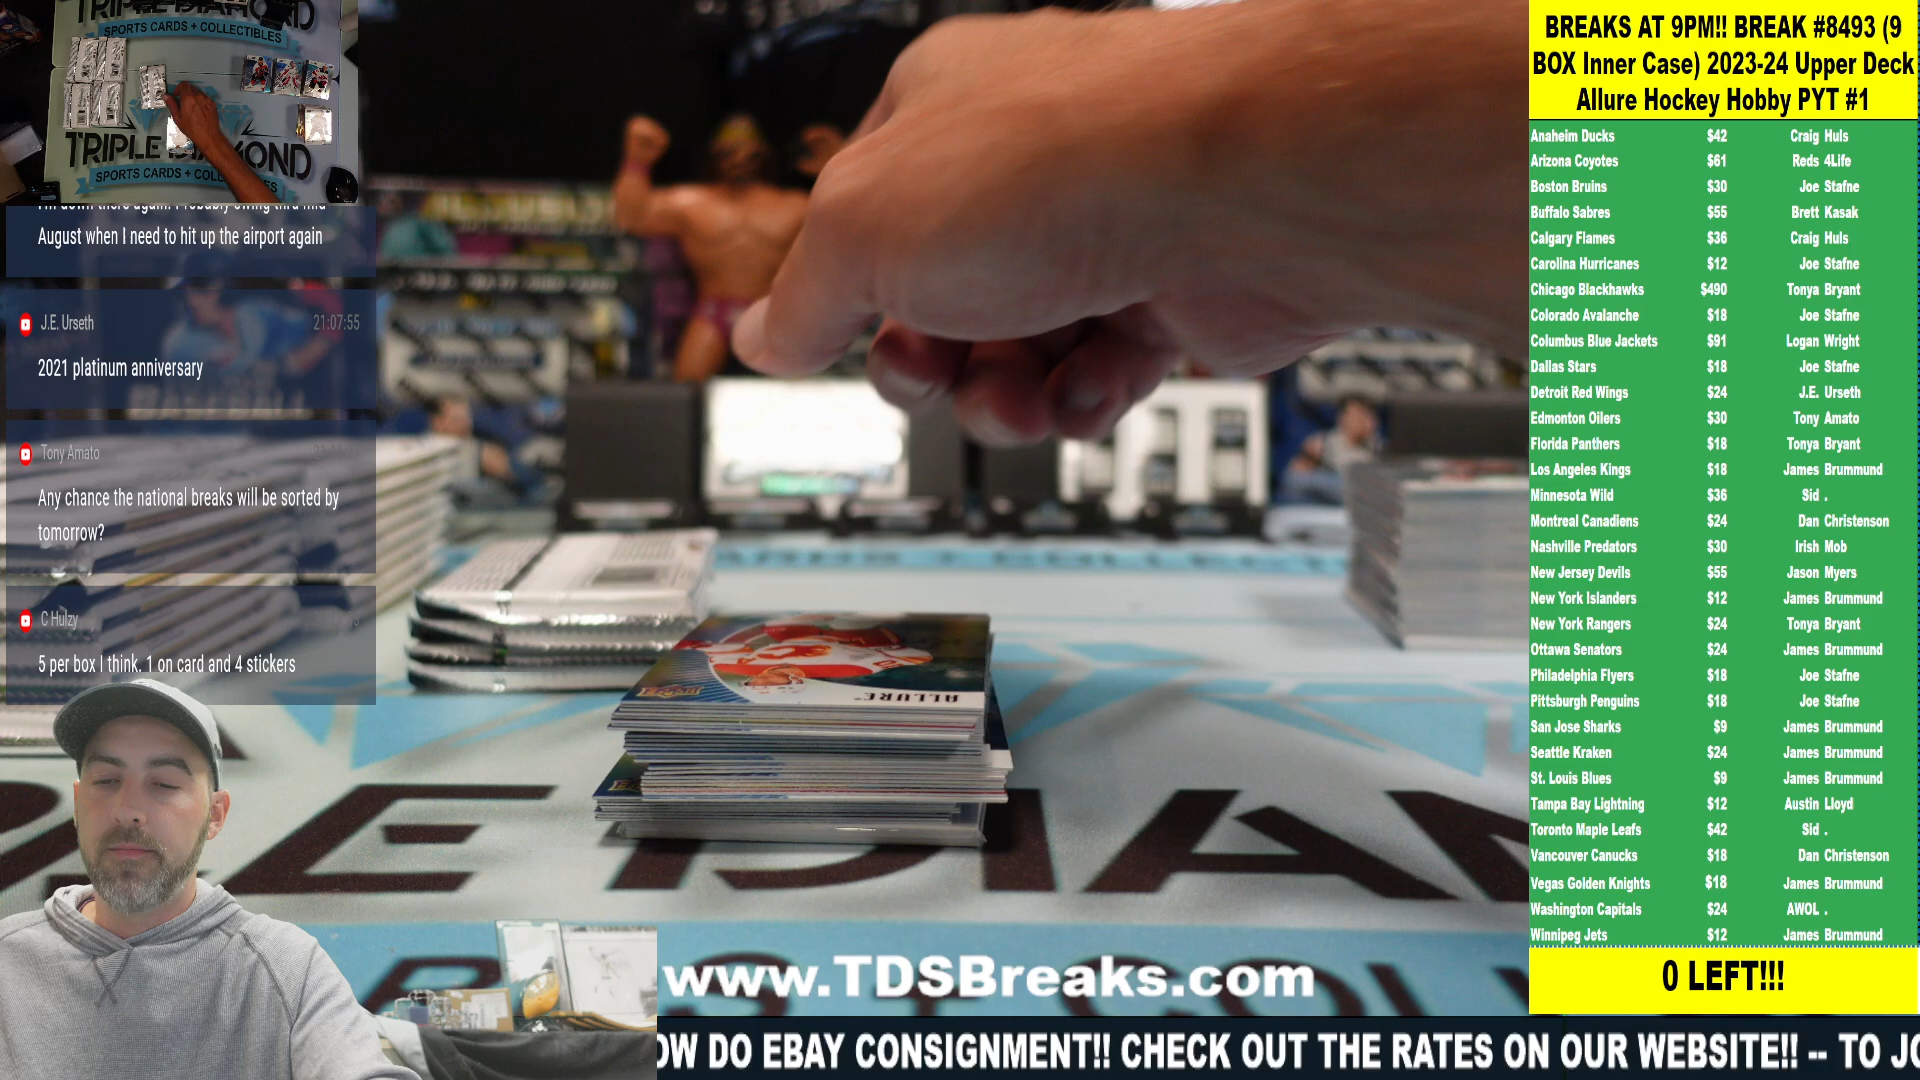 TRIPLE DIAMOND
SPORTS CARDS + COLLECTIBLES
TRIPLE DIAMOND
SPORTS CARDS + COLL
August when I need to hit up the airport again
J.E. Urseth 21:07:55
2021 platinum anniversary
Tony Amato
Any chance the national breaks will be sorted by
tomorrow?
C Hulzy
5 per box I think. 1 on card and 4 stickers
ALLURE
www.TDSBreaks.com
OW DO EBAY CONSIGNMENT!! CHECK OUT THE RATES ON OUR WEBSITE!! -- TO JO
BREAKS AT 9PM!! BREAK #8493 (9
BOX Inner Case) 2023-24 Upper Deck
Allure Hockey Hobby PYT #1
Anaheim Ducks $42 Craig Huls
Arizona Coyotes $61 Reds 4Life
Boston Bruins $30 Joe Stafne
Buffalo Sabres $55 Brett Kasak
Calgary Flames $36 Craig Huls
Carolina Hurricanes $12 Joe Stafne
Chicago Blackhawks $490 Tonya Bryant
Colorado Avalanche $18 Joe Stafne
Columbus Blue Jackets $91 Logan Wright
Dallas Stars $18 Joe Stafne
Detroit Red Wings $24 J.E. Urseth
Edmonton Oilers $30 Tony Amato
Florida Panthers $18 Tonya Bryant
Los Angeles Kings $18 James Brummund
Minnesota Wild $36 Sid .
Montreal Canadiens $24 Dan Christenson
Nashville Predators $30 Irish Mob
New Jersey Devils $55 Jason Myers
New York Islanders $12 James Brummund
New York Rangers $24 Tonya Bryant
Ottawa Senators $24 James Brummund
Philadelphia Flyers $18 Joe Stafne
Pittsburgh Penguins $18 Joe Stafne
San Jose Sharks $9 James Brummund
Seattle Kraken $24 James Brummund
St. Louis Blues $9 James Brummund
Tampa Bay Lightning $12 Austin Lloyd
Toronto Maple Leafs $42 Sid .
Vancouver Canucks $18 Dan Christenson
Vegas Golden Knights $18 James Brummund
Washington Capitals $24 AWOL .
Winnipeg Jets $12 James Brummund
0 LEFT!!!